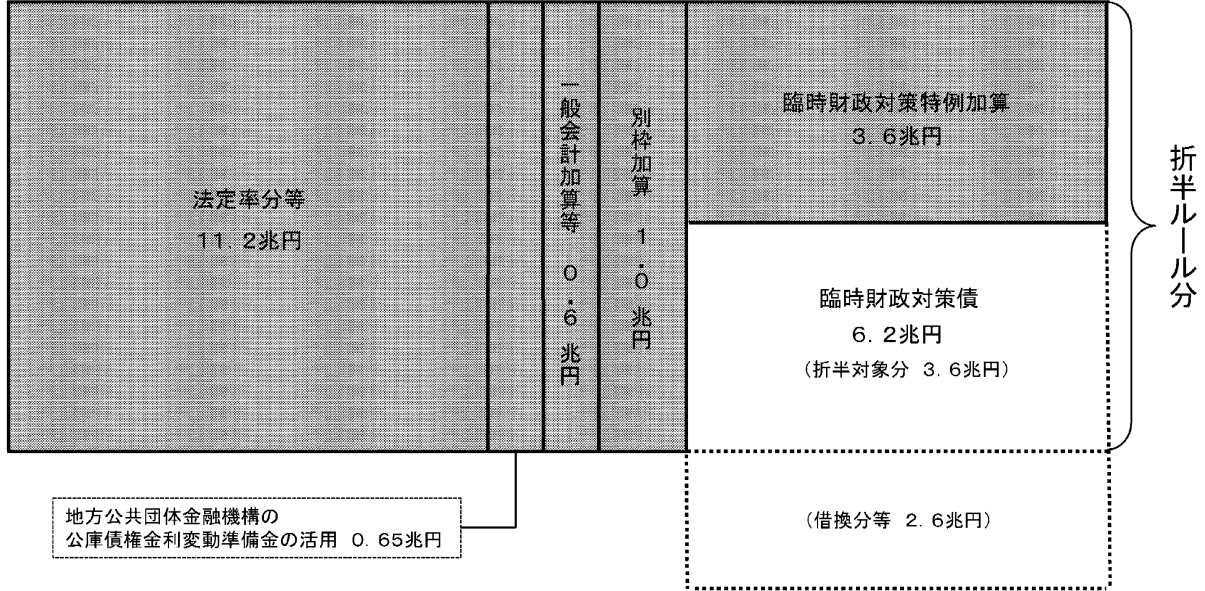 法定率分等
11. 2兆円
一般会計加算等 0.6 兆円
別枠加算 1.0 兆円
臨時財政対策特例加算
3. 6兆円
臨時財政対策債
6. 2兆円
(折半対象分 3. 6兆円)
折半ルール分
地方公共団体金融機構の
公庫債権金利変動準備金の活用 0. 65兆円
(借換分等 2. 6兆円)